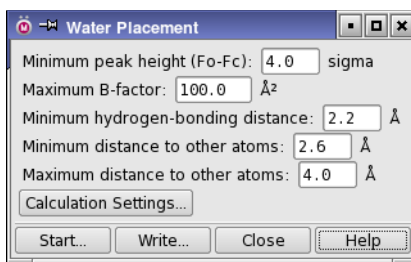 Water Placement
Minimum peak height (Fo-Fc): 4.0 sigma
Maximum B-factor: 100.0 Å²
Minimum hydrogen-bonding distance: 2.2 Å
Minimum distance to other atoms: 2.6 Å
Maximum distance to other atoms: 4.0 Å
Calculation Settings...
Start... Write... Close Help